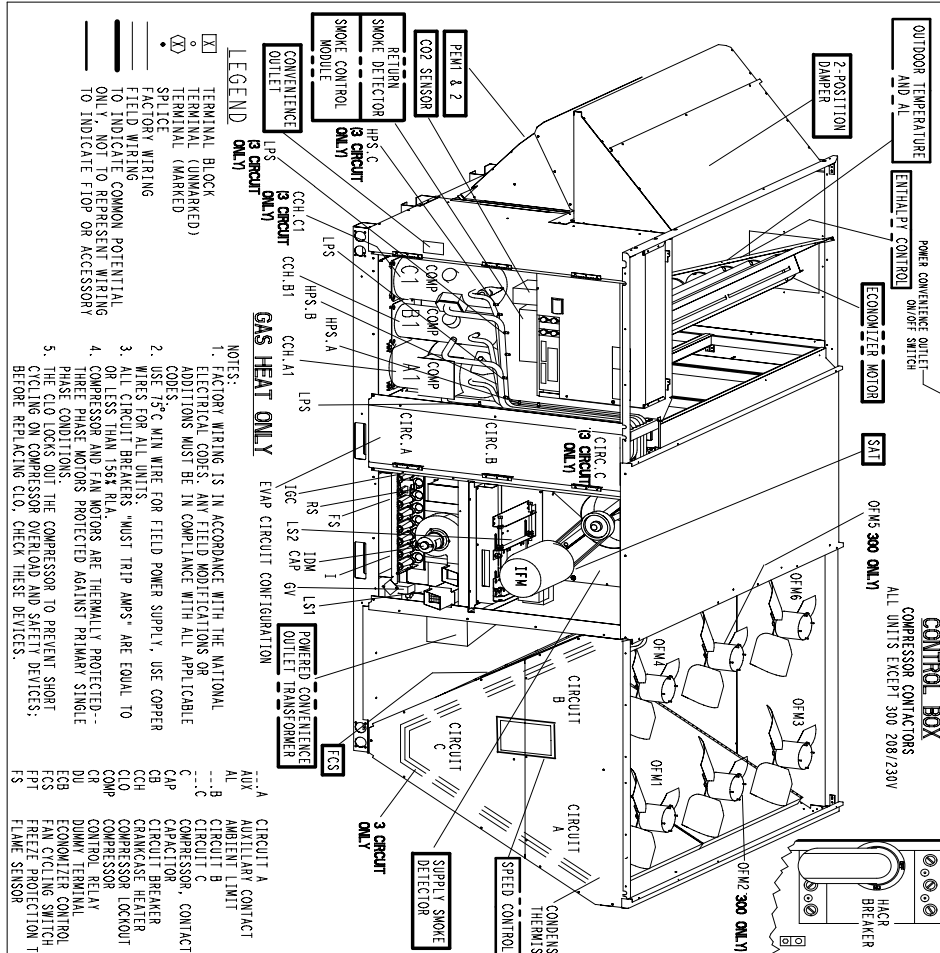 OUTDOOR TEMPERATURE
AND AL
2-POSITION
DAMPER
ENTHALPY CONTROL
POWER CONVENIENCE OUTLET
ON/OFF SWITCH
ECONOMIZER MOTOR
SAT
PEM1 & 2
CO2 SENSOR
RETURN
SMOKE DETECTOR
SMOKE CONTROL
MODULE
CONVENIENCE
OUTLET
HPS.C
(3 CIRCUIT
ONLY)
LPS
(3 CIRCUIT
ONLY)
CCH.C1
(3 CIRCUIT
ONLY)
LPS
CCH.B1
HPS.B
HPS.A
CCH.A1
LPS
C1
COMP
B1
COMP
A1
COMP
CIRC.A
CIRC.B
CIRC.C
(3 CIRCUIT
ONLY)
IFM
EVAP CIRCUIT CONFIGURATION
IGC
RS
FS
LS2
IDM
CAP
I
GV
LS1
POWERED CONVENIENCE
OUTLET TRANSFORMER
FCS
OFM5 300 ONLY)
OFM6
OFM4
OFM3
OFM1
OFM2 300 ONLY)
CIRCUIT
B
CIRCUIT
C
CIRCUIT
A
3 CIRCUIT
ONLY
SUPPLY SMOKE
DETECTOR
SPEED CONTROL
CONDENS
THERMIS
CONTROL BOX
COMPRESSOR CONTACTORS
ALL UNITS EXCEPT 300 208/230V
HACR
BREAKER
LEGEND
X TERMINAL BLOCK
TERMINAL (UNMARKED)
X TERMINAL (MARKED
SPLICE
FACTORY WIRING
FIELD WIRING
TO INDICATE COMMON POTENTIAL
ONLY, NOT TO REPRESENT WIRING
TO INDICATE FIOP OR ACCESSORY
GAS HEAT ONLY
NOTES:
1. FACTORY WIRING IS IN ACCORDANCE WITH THE NATIONAL
ELECTRICAL CODES. ANY FIELD MODIFICATIONS OR
ADDITIONS MUST BE IN COMPLIANCE WITH ALL APPLICABLE
CODES.
2. USE 75°C MIN WIRE FOR FIELD POWER SUPPLY, USE COPPER
WIRES FOR ALL UNITS.
3. ALL CIRCUIT BREAKERS "MUST TRIP AMPS" ARE EQUAL TO
OR LESS THAN 156% RLA.
4. COMPRESSOR AND FAN MOTORS ARE THERMALLY PROTECTED--
THREE PHASE MOTORS PROTECTED AGAINST PRIMARY SINGLE
PHASE CONDITIONS.
5. THE CLO LOCKS OUT THE COMPRESSOR TO PREVENT SHORT
CYCLING ON COMPRESSOR OVERLOAD AND SAFETY DEVICES;
BEFORE REPLACING CLO, CHECK THESE DEVICES.
---A CIRCUIT A
AUX AUXILIARY CONTACT
AL AMBIENT LIMIT
---B CIRCUIT B
---C CIRCUIT C
C COMPRESSOR, CONTACT
CAP CAPACITOR
CB CIRCUIT BREAKER
CCH CRANKCASE HEATER
CLO COMPRESSOR LOCKOUT
COMP COMPRESSOR
CR CONTROL RELAY
DU DUMMY TERMINAL
ECB ECONOMIZER CONTROL
FCS FAN CYCLING SWITCH
FPT FREEZE PROTECTION T
FS FLAME SENSOR